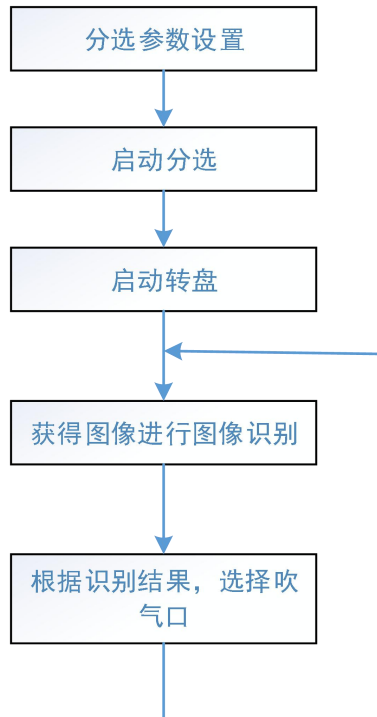 分选参数设置
启动分选
启动转盘
获得图像进行图像识别
根据识别结果，选择吹
气口